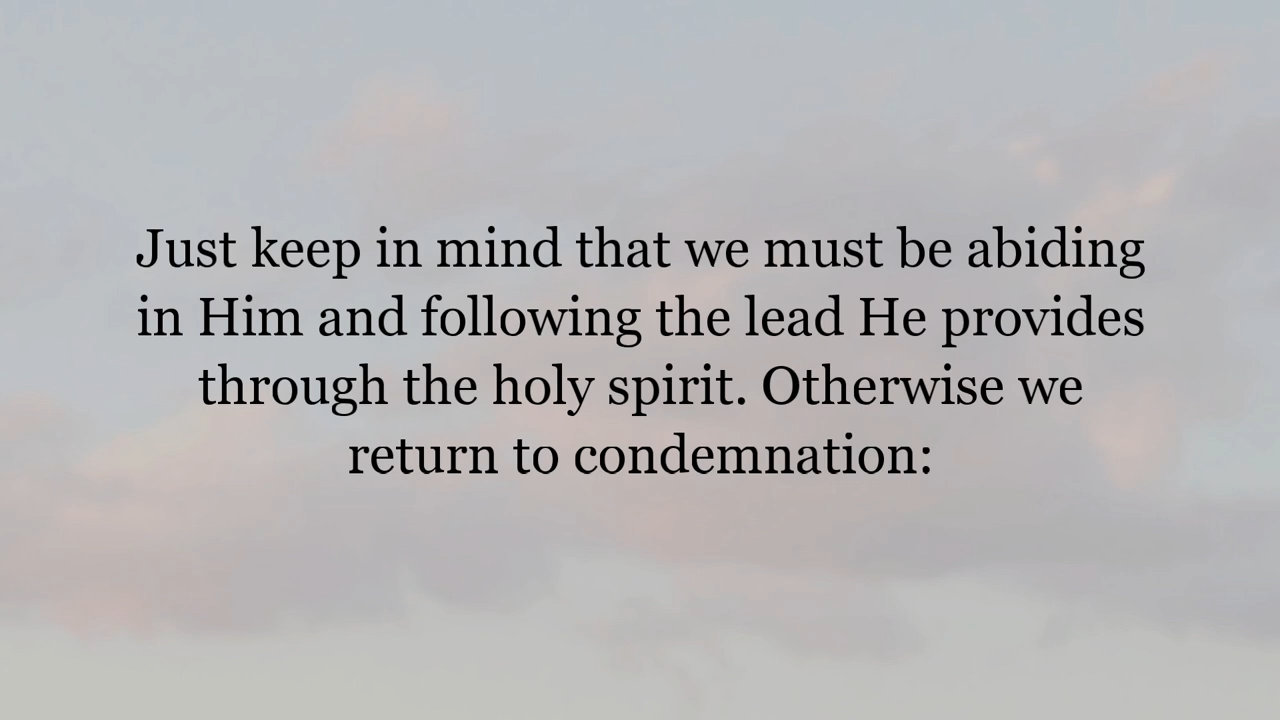 Just keep in mind that we must be abiding
in Him and following the lead He provides
through the holy spirit. Otherwise we
return to condemnation: